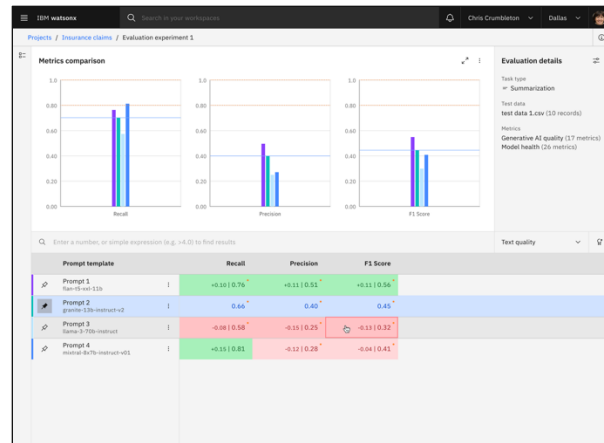 IBM watsonx
Search in your workspaces
Chris Crumbleton
Dallas
Projects / Insurance claims / Evaluation experiment 1
Metrics comparison
1.0
0.80
0.60
0.40
0.20
0.00
Recall
1.0
0.80
0.60
0.40
0.20
0.00
Precision
1.0
0.80
0.60
0.40
0.20
0.00
F1 Score
Evaluation details
Task type
Summarization
Test data
test data 1.csv (10 records)
Metrics
Generative AI quality (17 metrics)
Model health (26 metrics)
Enter a number, or simple expression (e.g. >4.0) to find results
Text quality
Prompt template Recall Precision F1 Score
Prompt 1
flan-t5-xxl-11b
+0.10 | 0.76 * +0.11 | 0.51 * +0.11 | 0.56 *
Prompt 2
granite-13b-instruct-v2
0.66 * 0.40 * 0.45 *
Prompt 3
llama-3-70b-instruct
-0.08 | 0.58 * -0.15 | 0.25 * -0.13 | 0.32 *
Prompt 4
mixtral-8x7b-instruct-v01
+0.15 | 0.81 -0.12 | 0.28 * -0.04 | 0.41 *